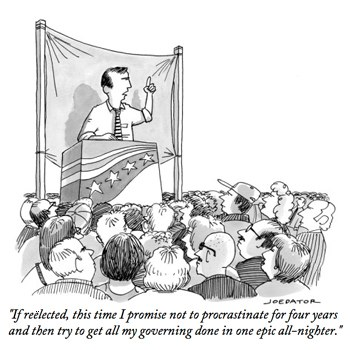 JOEDATOR
"If reëlected, this time I promise not to procrastinate for four years
and then try to get all my governing done in one epic all-nighter."